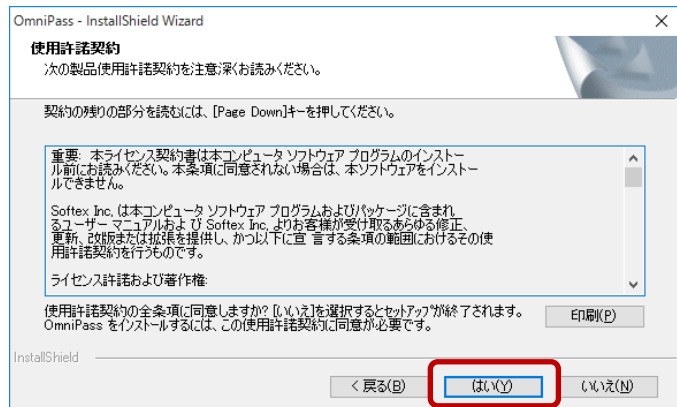 OmniPass - InstallShield Wizard
使用許諾契約
次の製品使用許諾契約を注意深くお読みください。
契約の残りの部分を読むには、[Page Down]キーを押してください。
重要: 本ライセンス契約書は本コンピュータ ソフトウェア プログラムのインストー
ル前にお読みください。本条項に同意されない場合は、本ソフトウェアをインストー
ルできません。
Softex Inc. は本コンピュータ ソフトウェア プログラムおよびパッケージに含まれ
るユーザー マニュアルおよ び Softex Inc. よりお客様が受け取るあらゆる修正、
更新、改版または拡張を提供し、かつ以下に宣 言する条項の範囲におけるその使
用許諾契約を行うものです。
ライセンス許諾および著作権:
使用許諾契約の全条項に同意しますか? [いいえ]を選択するとセットアップが終了されます。
OmniPass をインストールするには、この使用許諾契約に同意が必要です。
印刷(P)
InstallShield
< 戻る(B)
はい(Y)
いいえ(N)